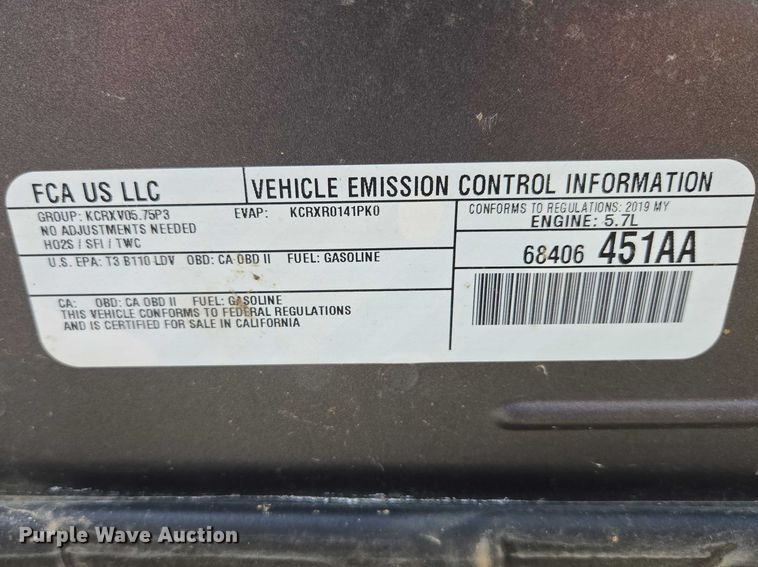 FCA US LLC
VEHICLE EMISSION CONTROL INFORMATION
GROUP: KCRXV05.75P3 EVAP: KCRXR0141PK0
NO ADJUSTMENTS NEEDED
HO2S / SFI / TWC
CONFORMS TO REGULATIONS: 2019 MY
ENGINE: 5.7L
U.S. EPA: T3 B110 LDV OBD: CA OBD II FUEL: GASOLINE
68406 451AA
CA: OBD: CA OBD II FUEL: GASOLINE
THIS VEHICLE CONFORMS TO FEDERAL REGULATIONS
AND IS CERTIFIED FOR SALE IN CALIFORNIA
Purple Wave Auction